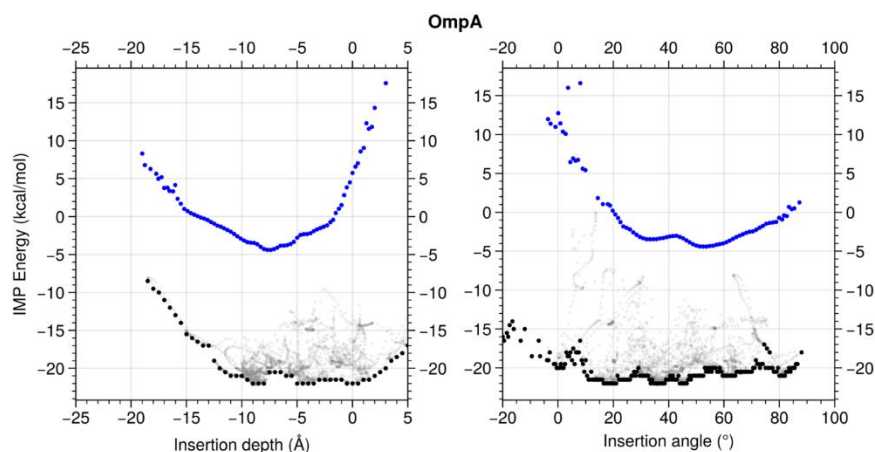 OmpA
−25 −20 −15 −10 −5 0 5
−20 0 20 40 60 80 100
15 15 15 15
10 10 10 10
5 5 5 5
0 0 0 0
−5 −5 −5 −5
−10 −10 −10 −10
−15 −15 −15 −15
−20 −20 −20 −20
IMP Energy (kcal/mol)
−25 −20 −15 −10 −5 0 5
−20 0 20 40 60 80 100
Insertion depth (Å)
Insertion angle (°)